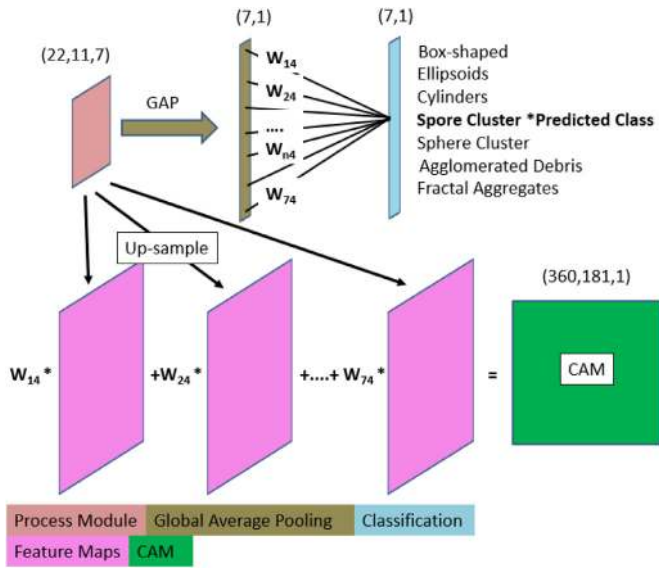 (7,1)
(7,1)
(22,11,7)
GAP
W14
W24
....
Wn4
W74
Box-shaped
Ellipsoids
Cylinders
Spore Cluster *Predicted Class
Sphere Cluster
Agglomerated Debris
Fractal Aggregates
Up-sample
(360,181,1)
W14 * +W24 * +....+ W74 * = CAM
Process Module Global Average Pooling Classification
Feature Maps CAM